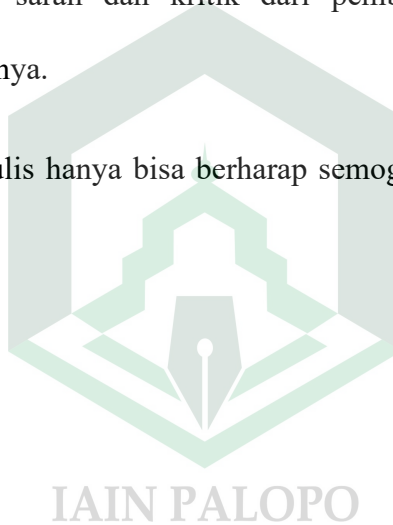 saran dan kritik dari
nya.
ulis hanya bisa berharap semog
IAIN PALOPO